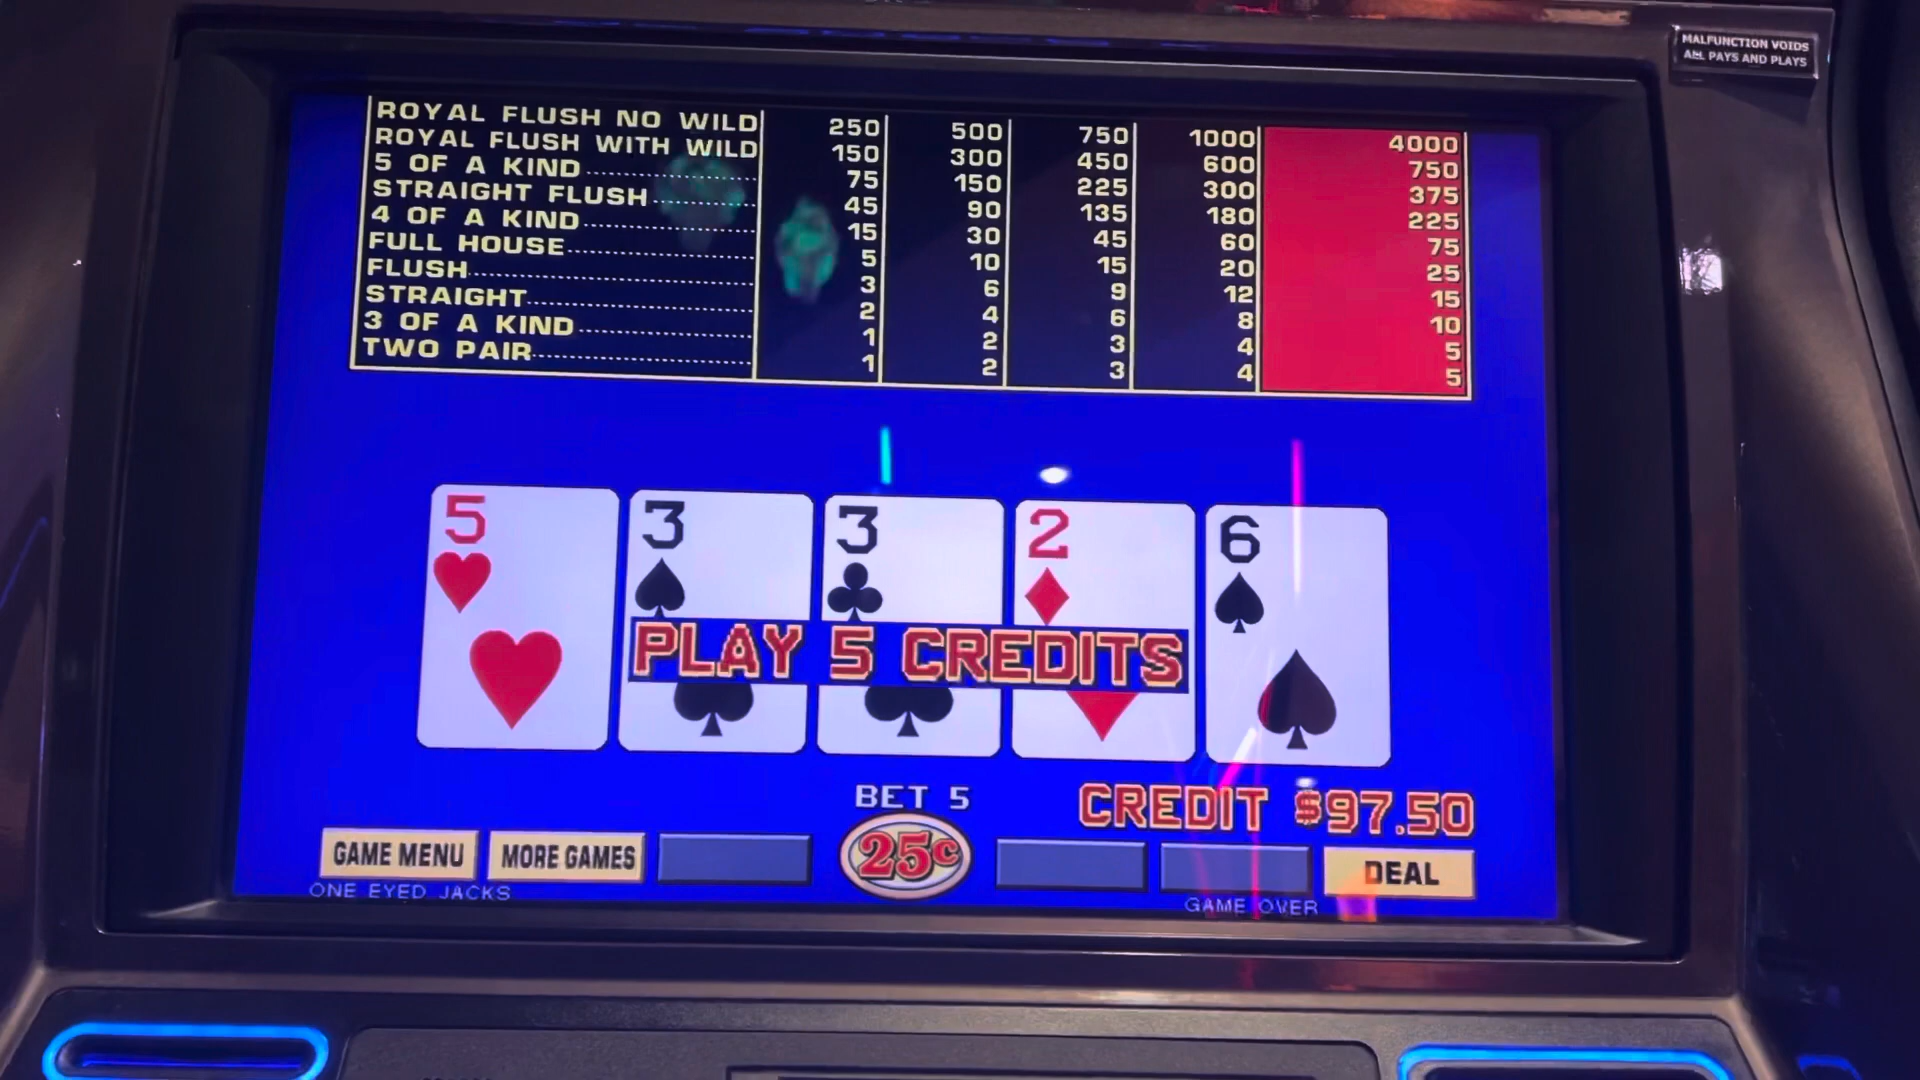 MALFUNCTION VOIDS
ALL PAYS AND PLAYS
ROYAL FLUSH NO WILD 250 500 750 1000 4000
ROYAL FLUSH WITH WILD 150 300 450 600 750
5 OF A KIND 75 150 225 300 375
STRAIGHT FLUSH 45 90 135 180 225
4 OF A KIND 15 30 45 60 75
FULL HOUSE 5 10 15 20 25
FLUSH 3 6 9 12 15
STRAIGHT 2 4 6 8 10
3 OF A KIND 1 2 3 4 5
TWO PAIR 1 2 3 4 5
5 3 3 2 6
PLAY 5 CREDITS
BET 5
CREDIT $97.50
GAME MENU MORE GAMES 25¢ DEAL
ONE EYED JACKS GAME OVER